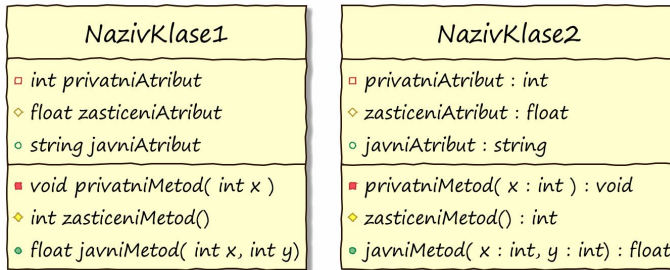 NazivKlase1
int privatniAtribut
float zasticeniAtribut
string javniAtribut
void privatniMetod( int x )
int zasticeniMetod()
float javniMetod( int x, int y)
NazivKlase2
privatniAtribut : int
zasticeniAtribut : float
javniAtribut : string
privatniMetod( x : int ) : void
zasticeniMetod() : int
javniMetod( x : int, y : int) : float